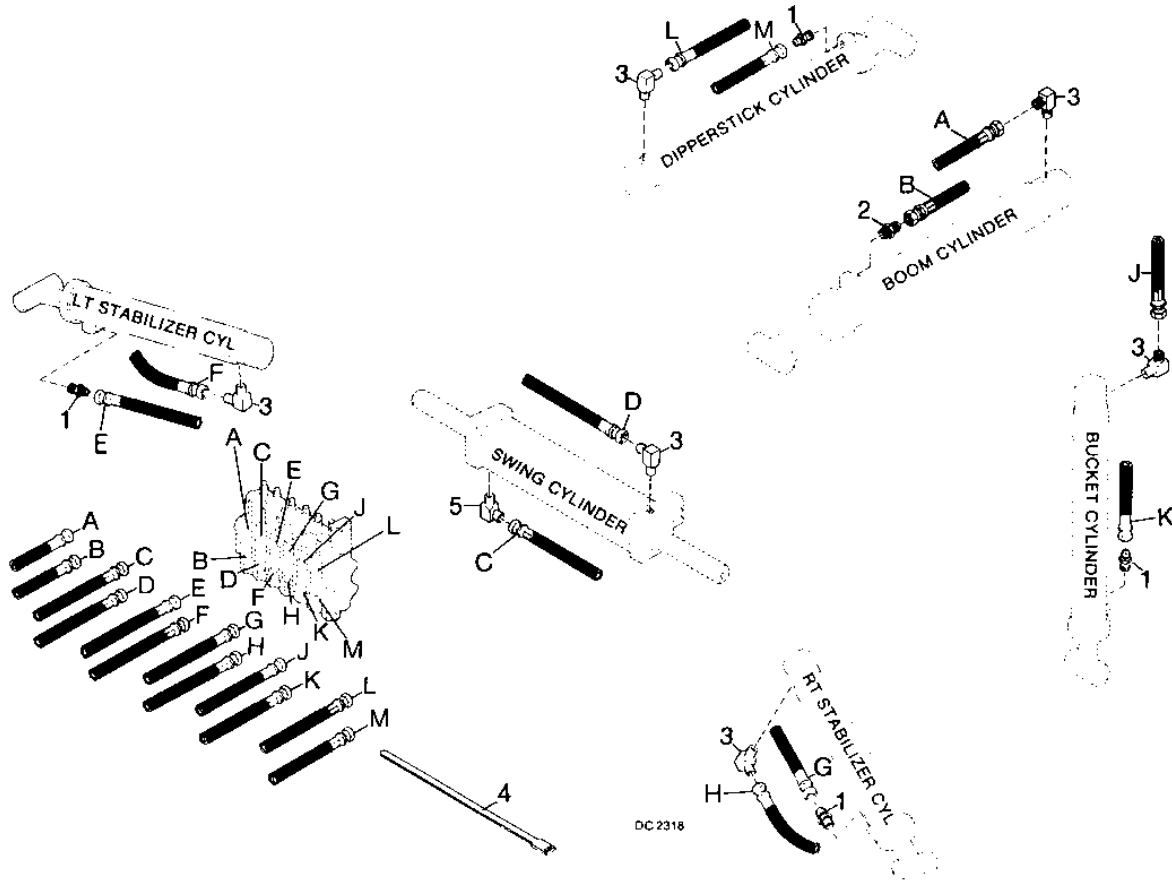 1
L
M
3
DIPPERSTICK CYLINDER
3
A
B
2
BOOM CYLINDER
J
3
LT STABILIZER CYL
F
3
1
E
D
3
SWING CYLINDER
5
C
BUCKET CYLINDER
K
1
A
C
E
G
J
L
B
D
F
H
K
M
A
B
C
D
E
F
G
H
J
K
L
M
4
RT STABILIZER CYL
3
G
H
1
DC 2318